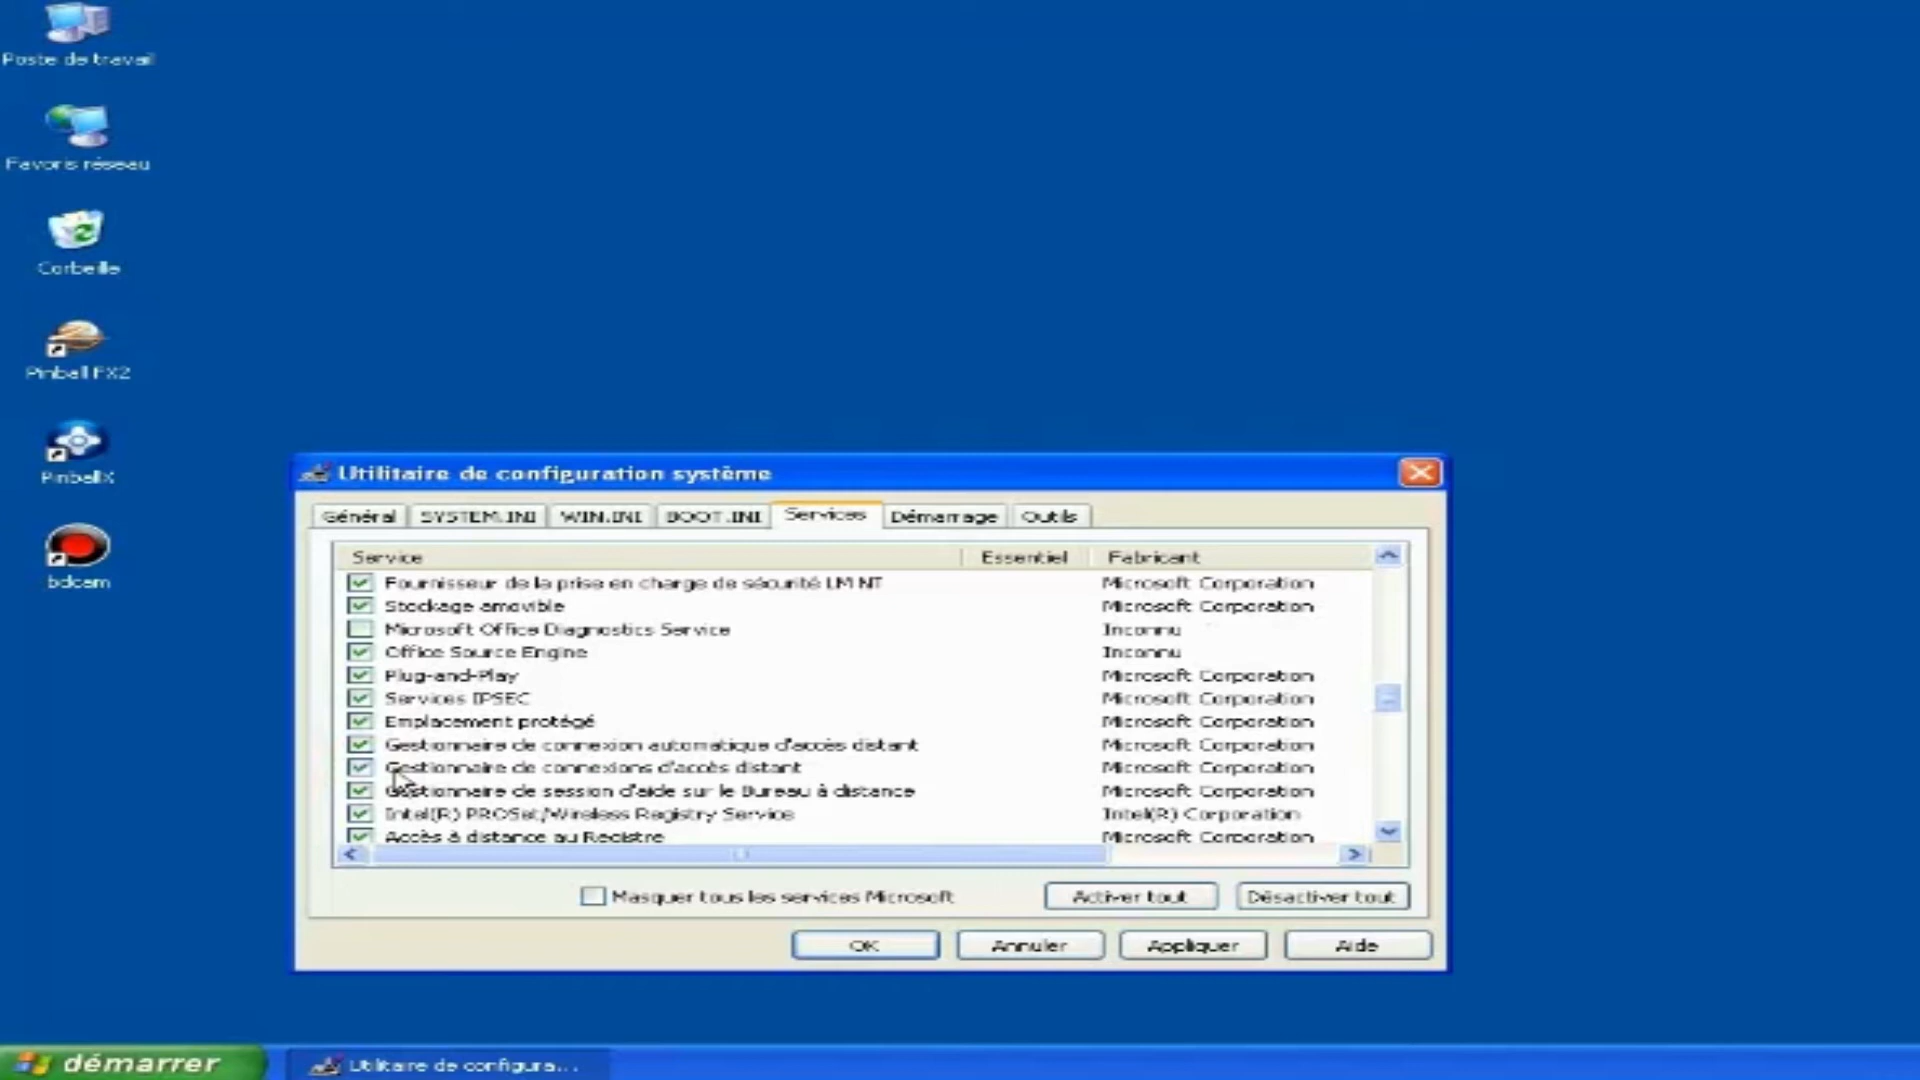 Poste de travail
Favoris réseau
Corbeille
Pinball FX2
PinballX
bdcam
Utilitaire de configuration système
Général SYSTEM.INI WIN.INI BOOT.INI Services Démarrage Outils
Service Essentiel Fabricant
Fournisseur de la prise en charge de sécurité LM NT Microsoft Corporation
Stockage amovible Microsoft Corporation
Microsoft Office Diagnostics Service Inconnu
Office Source Engine Inconnu
Plug-and-Play Microsoft Corporation
Services IPSEC Microsoft Corporation
Emplacement protégé Microsoft Corporation
Gestionnaire de connexion automatique d'accès distant Microsoft Corporation
Gestionnaire de connexions d'accès distant Microsoft Corporation
Gestionnaire de session d'aide sur le Bureau à distance Microsoft Corporation
Intel(R) PROSet/Wireless Registry Service Intel(R) Corporation
Accès à distance au Registre Microsoft Corporation
Masquer tous les services Microsoft Activer tout Désactiver tout
OK Annuler Appliquer Aide
démarrer Utilitaire de configura...